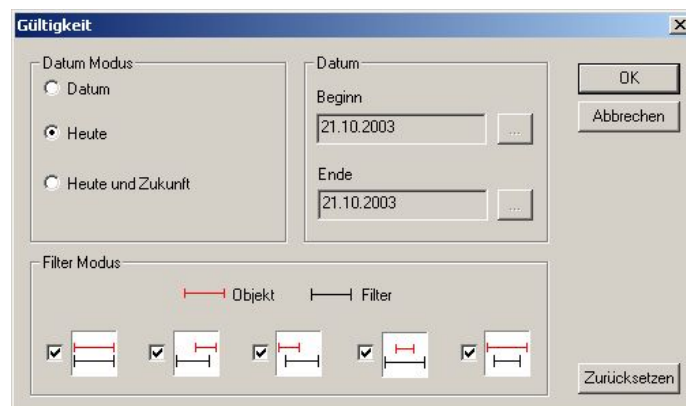 Gültigkeit
Datum Modus
Datum
Heute
Heute und Zukunft
Datum
Beginn
21.10.2003
...
Ende
21.10.2003
...
OK
Abbrechen
Filter Modus
Objekt
Filter
Zurücksetzen